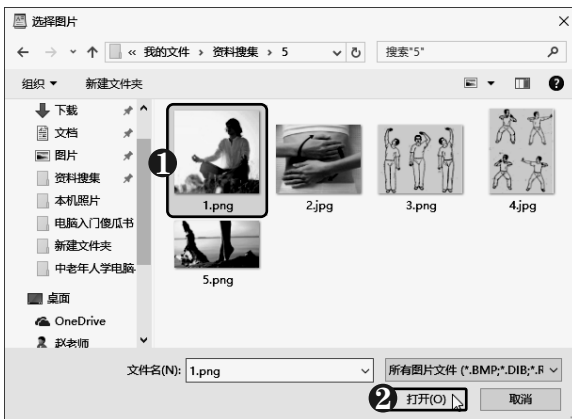 选择图片
« 我的文件 › 资料搜集 › 5
搜索"5"
组织 新建文件夹
下载
文档
图片
资料搜集
本机照片
电脑入门傻瓜书
新建文件夹
中老年人学电脑
桌面
OneDrive
赵老师
1
1.png
2.jpg
3.png
4.jpg
5.png
文件名(N): 1.png
所有图片文件 (*.BMP;*.DIB;*.R
2
打开(O)
取消